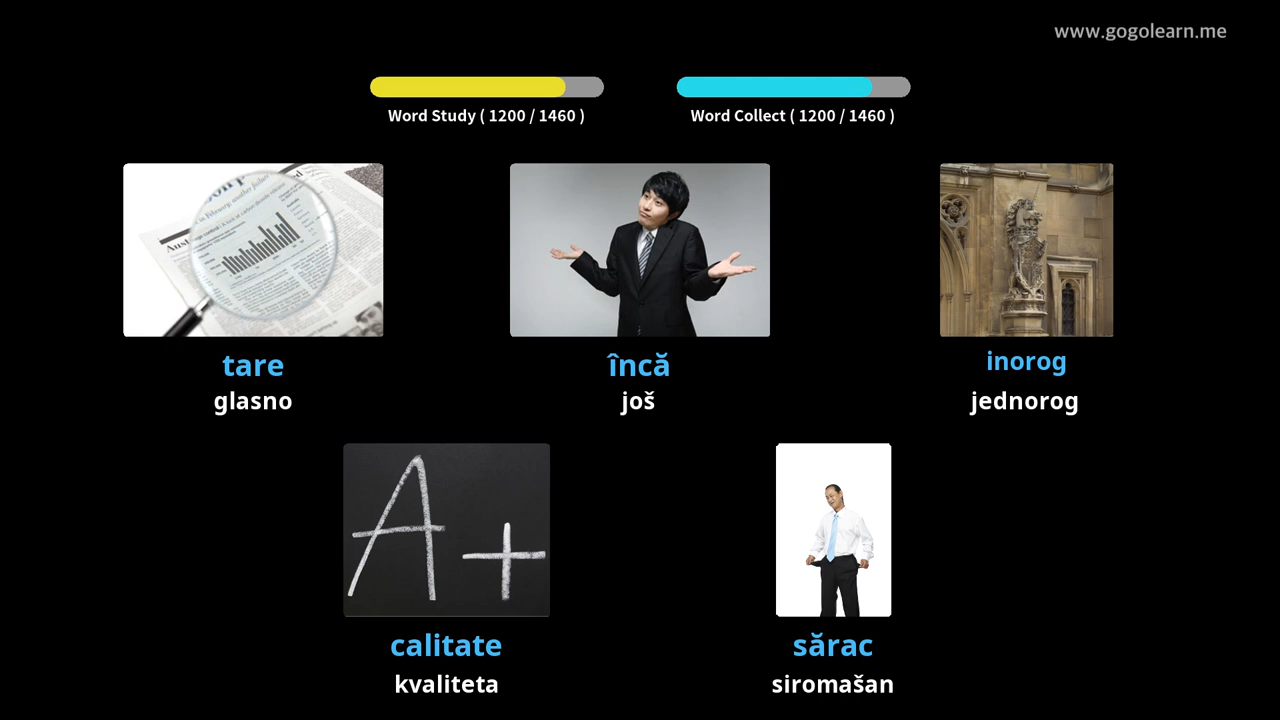 www.gogolearn.me
Word Study ( 1200 / 1460 )
Word Collect ( 1200 / 1460 )
tare
încă
inorog
glasno
još
jednorog
A+
calitate
sărac
kvaliteta
siromašan